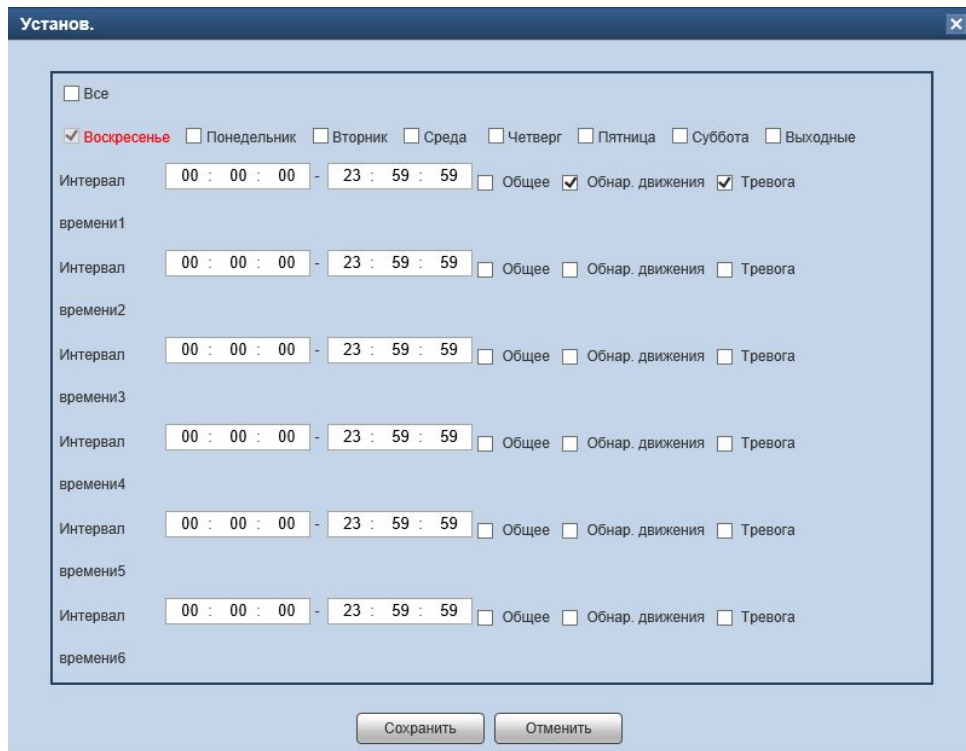 Установ.
Все
Воскресенье Понедельник Вторник Среда Четверг Пятница Суббота Выходные
Интервал 00 : 00 : 00 - 23 : 59 : 59 Общее Обнар. движения Тревога
времени1
Интервал 00 : 00 : 00 - 23 : 59 : 59 Общее Обнар. движения Тревога
времени2
Интервал 00 : 00 : 00 - 23 : 59 : 59 Общее Обнар. движения Тревога
времени3
Интервал 00 : 00 : 00 - 23 : 59 : 59 Общее Обнар. движения Тревога
времени4
Интервал 00 : 00 : 00 - 23 : 59 : 59 Общее Обнар. движения Тревога
времени5
Интервал 00 : 00 : 00 - 23 : 59 : 59 Общее Обнар. движения Тревога
времени6
Сохранить Отменить